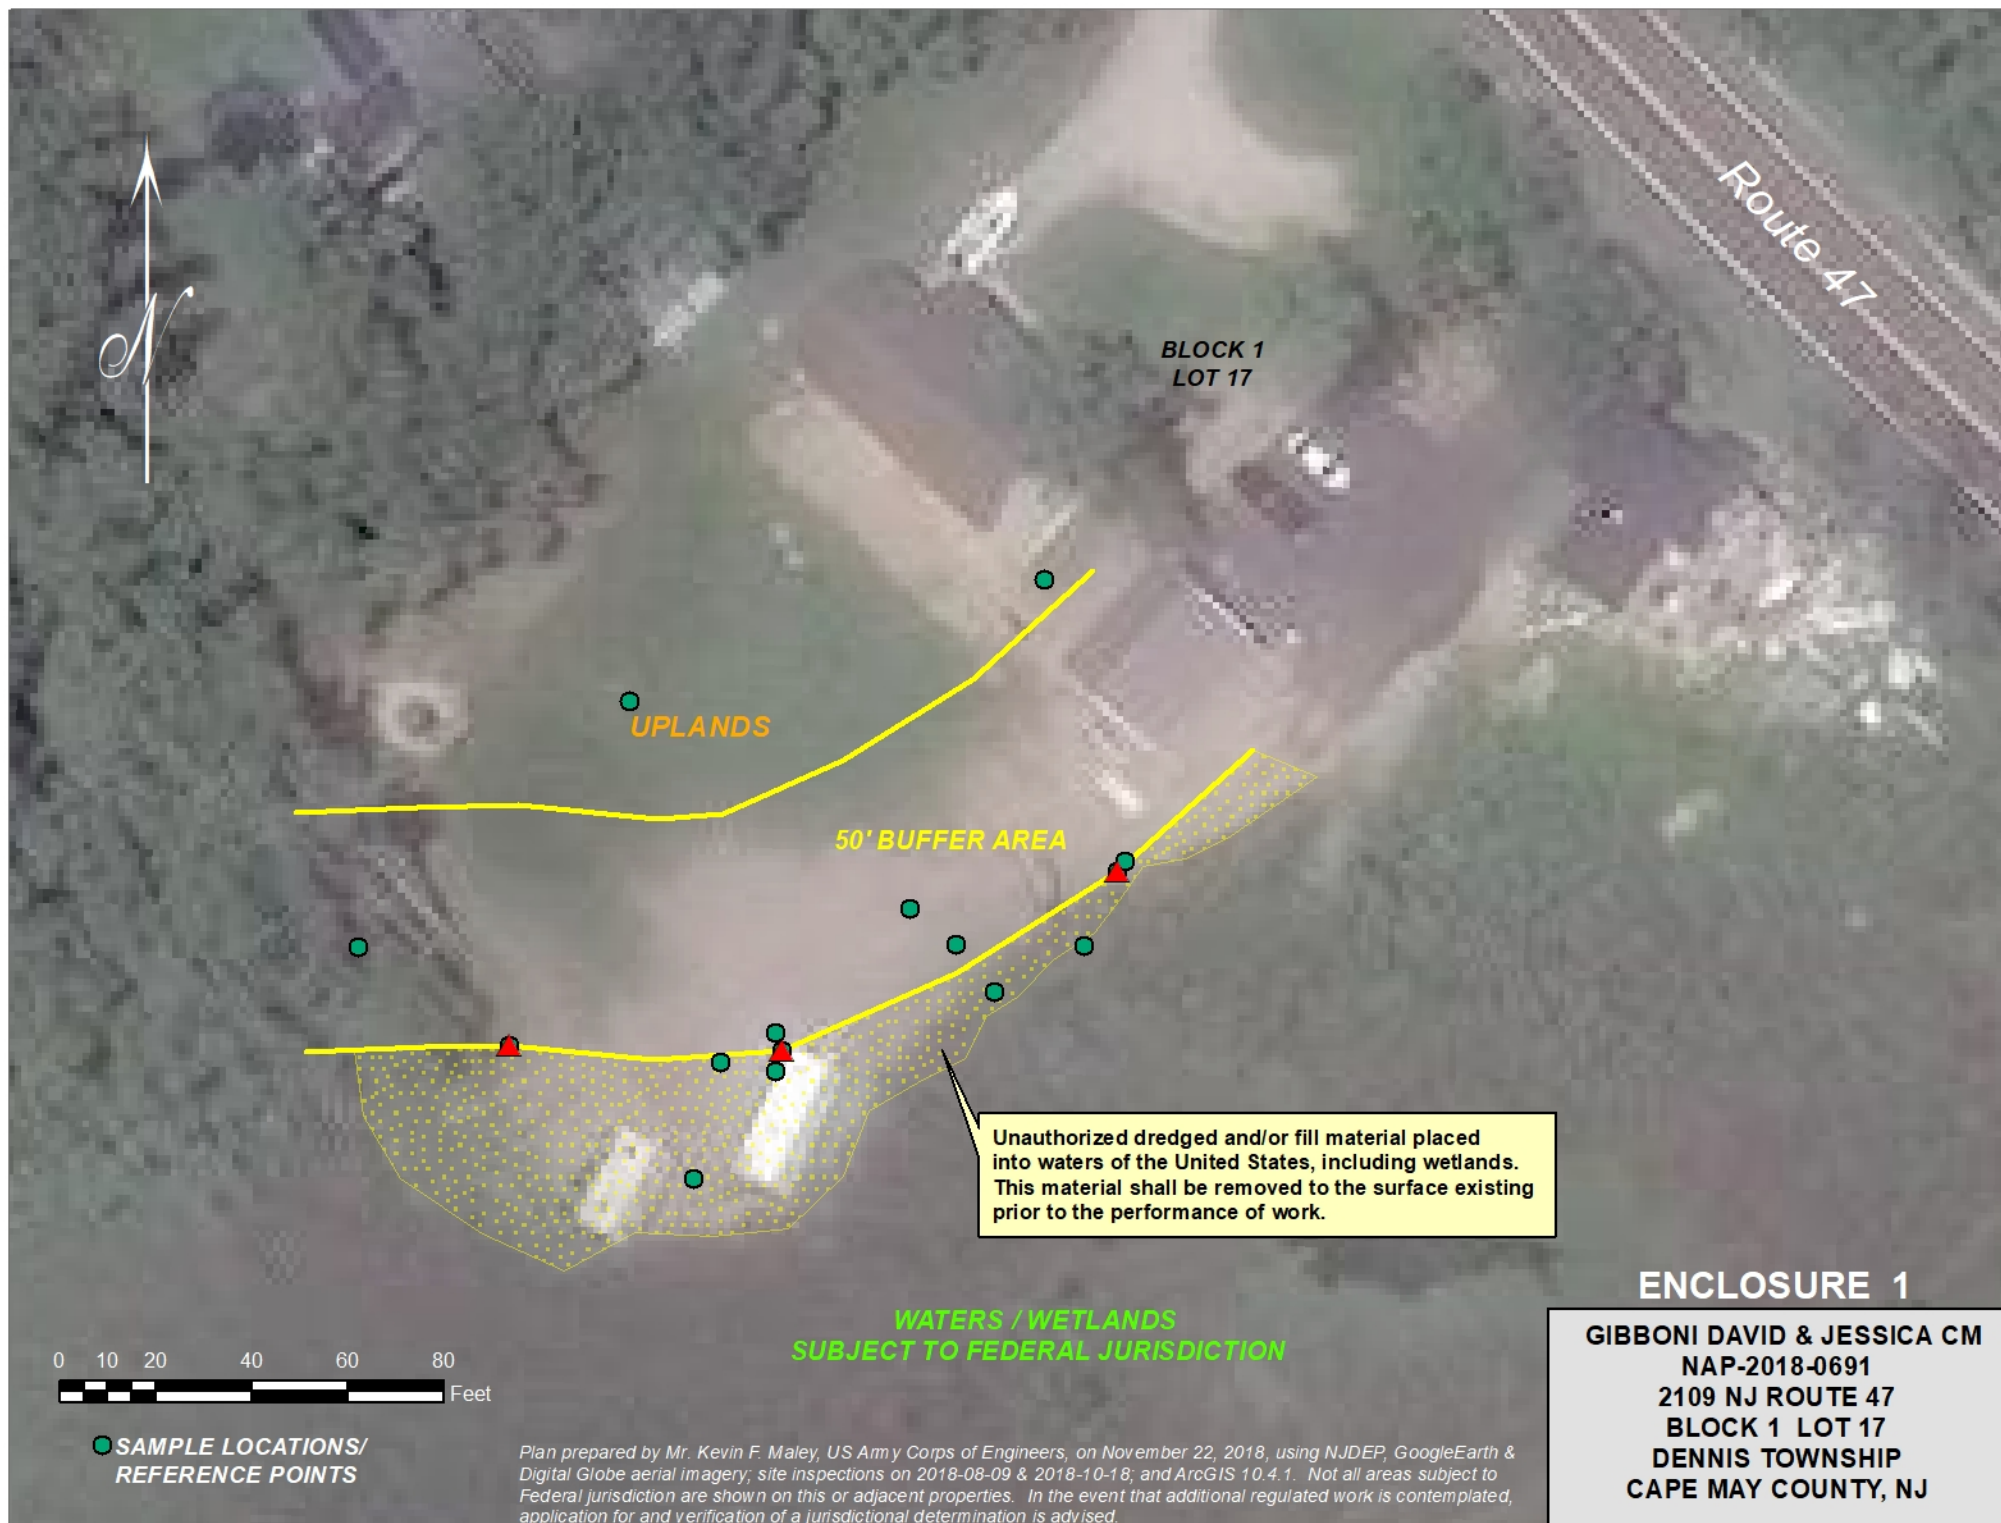 Route 47
N
BLOCK 1
LOT 17
UPLANDS
50' BUFFER AREA
Unauthorized dredged and/or fill material placed
into waters of the United States, including wetlands.
This material shall be removed to the surface existing
prior to the performance of work.
WATERS / WETLANDS
SUBJECT TO FEDERAL JURISDICTION
0 10 20 40 60 80
Feet
SAMPLE LOCATIONS/
REFERENCE POINTS
Plan prepared by Mr. Kevin F. Maley, US Army Corps of Engineers, on November 22, 2018, using NJDEP, GoogleEarth &
Digital Globe aerial imagery; site inspections on 2018-08-09 & 2018-10-18; and ArcGIS 10.4.1. Not all areas subject to
Federal jurisdiction are shown on this or adjacent properties. In the event that additional regulated work is contemplated,
application for and verification of a jurisdictional determination is advised.
ENCLOSURE 1
GIBBONI DAVID & JESSICA CM
NAP-2018-0691
2109 NJ ROUTE 47
BLOCK 1 LOT 17
DENNIS TOWNSHIP
CAPE MAY COUNTY, NJ